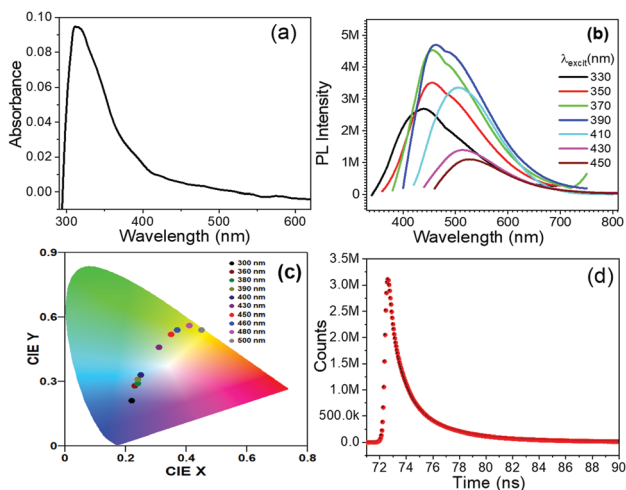 (a)
Absorbance
0.10
0.08
0.06
0.04
0.02
0.00
300
400
500
600
Wavelength (nm)
(b)
PL Intensity
5M
4M
3M
2M
1M
0
400
500
600
700
800
Wavelength (nm)
λexcit(nm)
330
350
370
390
410
430
450
(c)
CIE Y
0.9
0.6
0.3
0.0
0
0.2
0.4
0.6
0.8
CIE X
300 nm
360 nm
380 nm
390 nm
400 nm
430 nm
450 nm
460 nm
480 nm
500 nm
(d)
Counts
3.5M
3.0M
2.5M
2.0M
1.5M
1.0M
500.0k
0.0
72
74
76
78
80
82
84
86
88
90
Time (ns)